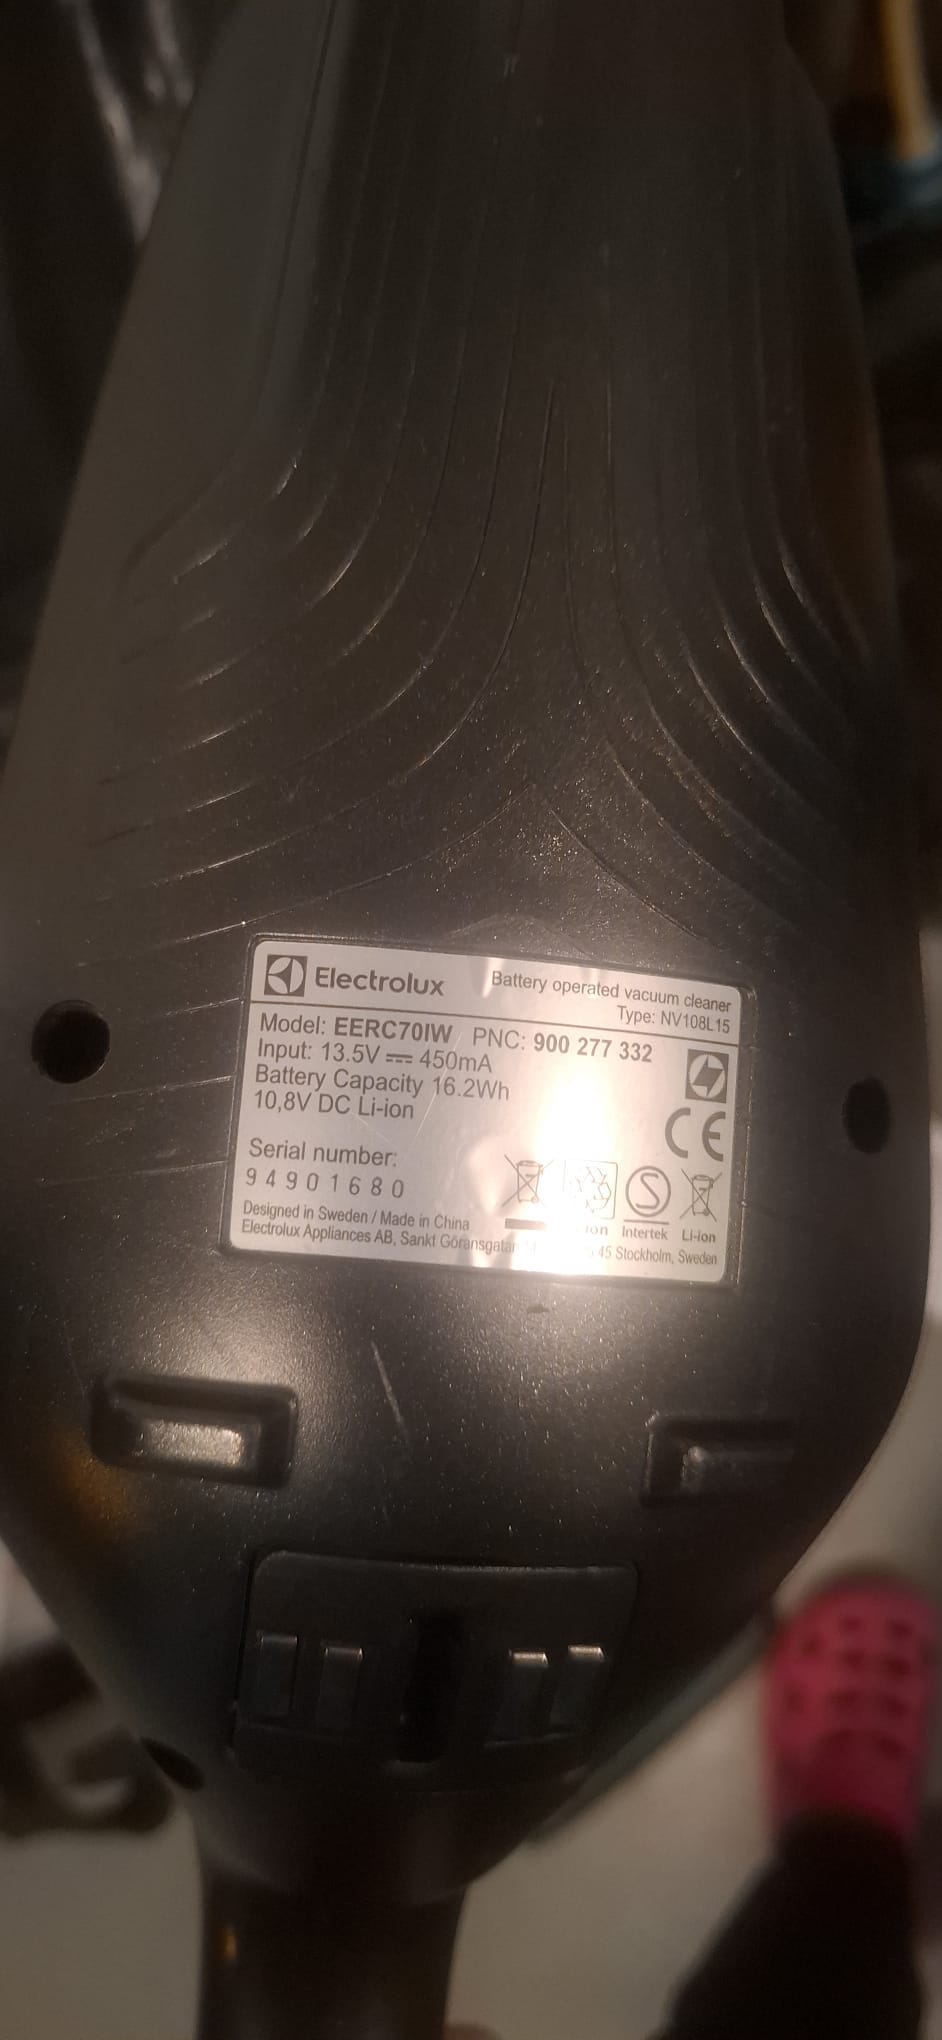 Electrolux
Battery operated vacuum cleaner
Type: NV108L15
Model: EERC70IW PNC: 900 277 332
Input: 13.5V ⎓ 450mA
Battery Capacity 16.2Wh
10,8V DC Li-ion
CE
Serial number:
94901680
Intertek Li-ion
Designed in Sweden / Made in China
Electrolux Appliances AB, Sankt 45 Stockholm, Sweden